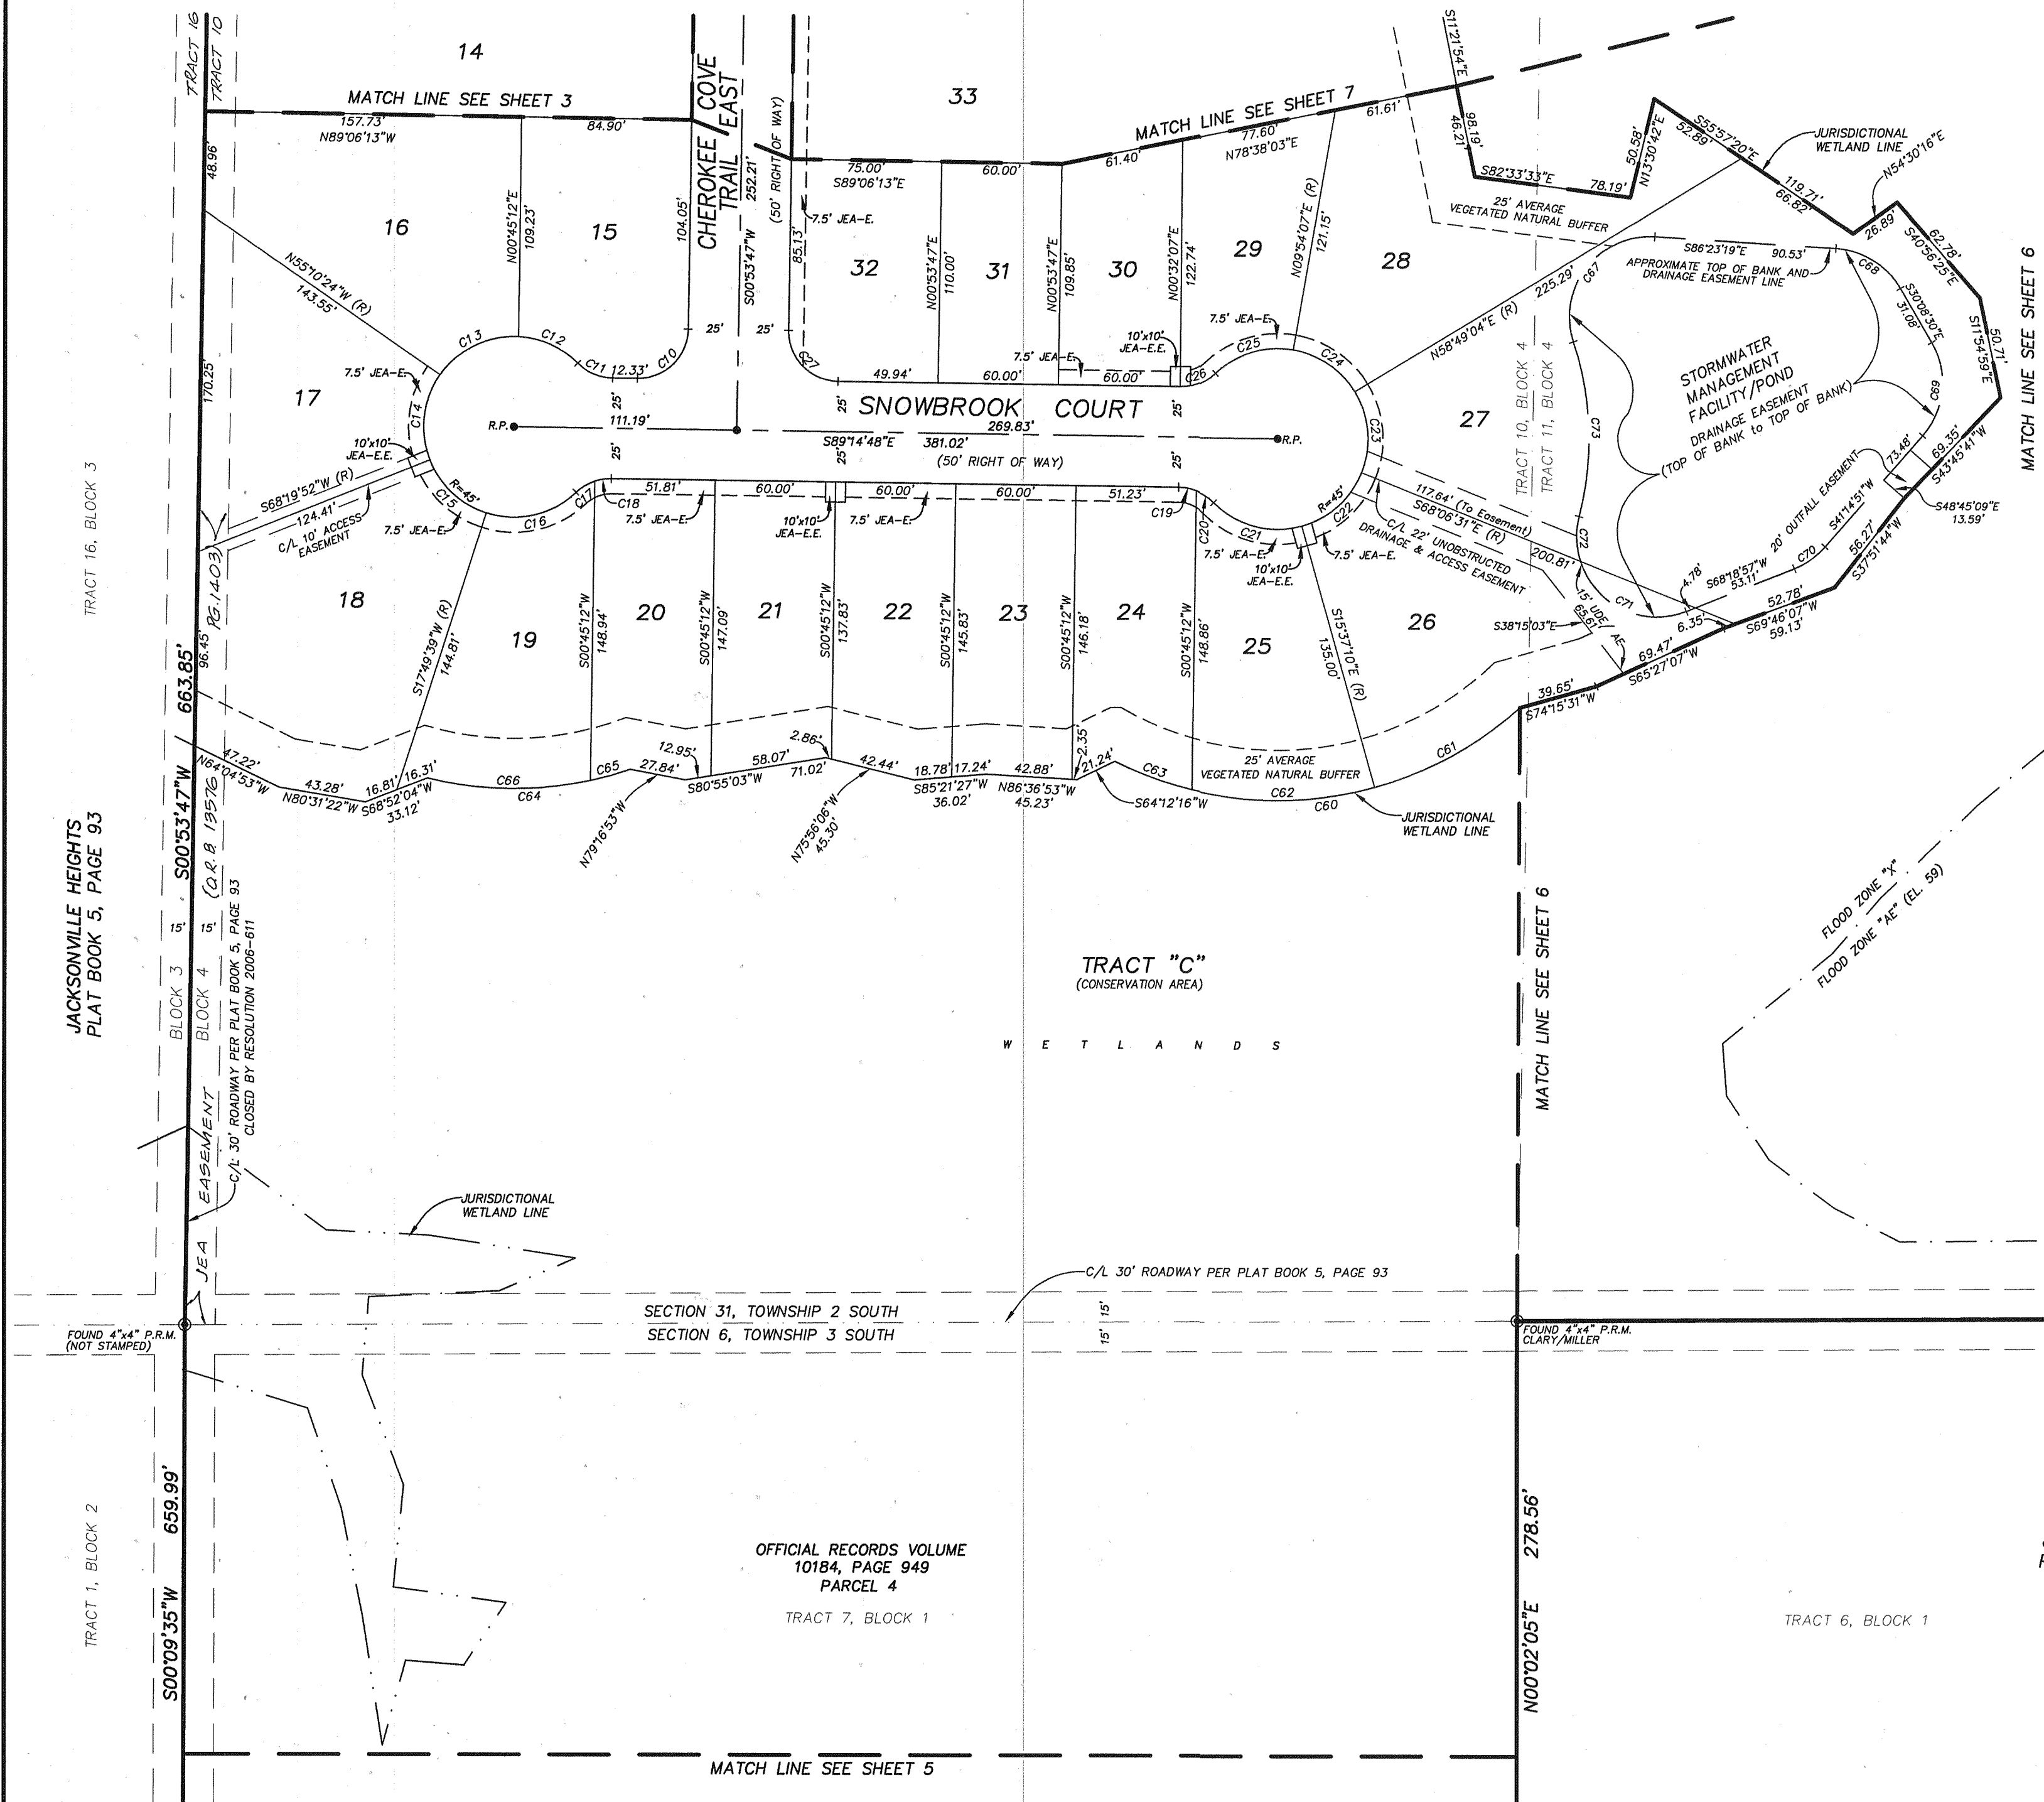 TRACT 16
TRACT 10
14
MATCH LINE SEE SHEET 3
157.73'
N89°06'13"W
84.90'
CHEROKEE COVE
TRAIL EAST
252.21'
S00°53'47"W
(50' RIGHT OF WAY)
33
MATCH LINE SEE SHEET 7
75.00'
S89°06'13"E
60.00'
61.40'
77.60'
N78°38'03"E
61.61'
S11°21'54"E
98.19'
46.21'
S82°33'33"E
78.19'
50.58'
N13°30'42"E
S55°57'20"E
52.89'
119.71'
66.82'
JURISDICTIONAL
WETLAND LINE
N54°30'16"E
26.89'
62.78'
S40°56'25"E
50.71'
S11°54'59"E
MATCH LINE SEE SHEET 6
25' AVERAGE
VEGETATED NATURAL BUFFER
48.96'
16
N00°45'12"E
109.23'
15
104.05'
85.13'
7.5' JEA-E.
32
N00°53'47"E
110.00'
31
N00°53'47"E
109.85'
30
N00°32'07"E
122.74'
29
N09°54'07"E (R)
121.15'
28
S86°23'19"E
90.53'
APPROXIMATE TOP OF BANK AND
DRAINAGE EASEMENT LINE
C67
C68
S30°08'30"E
31.08'
C69
225.29'
N58°49'04"E (R)
N55°10'24"W (R)
143.55'
170.25'
17
C13
C12
C11
12.33'
C10
25'
25'
C27
7.5' JEA-E.
C14
10'x10'
JEA-E.E.
R.P.
111.19'
25'
25'
49.94'
60.00'
60.00'
7.5' JEA-E.
10'x10'
JEA-E.E.
7.5' JEA-E.
C26
C25
C24
C23
SNOWBROOK COURT
269.83'
S89°14'48"E
381.02'
(50' RIGHT OF WAY)
25'
25'
25'
25'
R.P.
27
TRACT 10, BLOCK 4
TRACT 11, BLOCK 4
C73
STORMWATER
MANAGEMENT
FACILITY/POND
DRAINAGE EASEMENT
(TOP OF BANK to TOP OF BANK)
73.48'
69.35'
S43°45'41"W
S48°45'09"E
13.59'
20' OUTFALL EASEMENT
S41°14'51"W
56.27'
S37°51'44"W
C70
S68°18'57"W
53.11'
4.78'
6.35'
52.78'
S69°46'07"W
59.13'
C71
C72
15' UDE/ AE
65.61'
S38°15'03"E
69.47'
S65°27'07"W
39.65'
S74°15'31"W
117.64' (To Easement)
S68°06'31"E (R)
200.81'
C/L 22' UNOBSTRUCTED
DRAINAGE & ACCESS EASEMENT
R=45'
C22
7.5' JEA-E.
10'x10'
JEA-E.E.
7.5' JEA-E.
C21
C20
C19
S68°19'52"W (R)
124.41'
C/L 10' ACCESS
EASEMENT
7.5' JEA-E.
R=45'
C15
C16
C17
C18
7.5' JEA-E.
51.81'
60.00'
10'x10'
JEA-E.E.
60.00'
7.5' JEA-E.
60.00'
51.23'
TRACT 16, BLOCK 3
18
S17°49'39"W (R)
144.81'
19
S00°45'12"W
148.94'
20
S00°45'12"W
147.09'
21
S00°45'12"W
137.83'
22
S00°45'12"W
145.83'
23
S00°45'12"W
146.18'
24
S00°45'12"W
148.86'
25
S15°37'10"E (R)
135.00'
26
663.85'
S00°53'47"W
96.45'
(O.R.B. 13576
PG.1403)
47.22'
N64°04'53"W
43.28'
N80°31'22"W
16.81'
16.31'
S68°52'04"W
33.12'
C66
C64
C65
N79°16'53"W
27.84'
12.95'
S80°55'03"W
58.07'
71.02'
2.86'
42.44'
N75°56'06"W
45.30'
18.78'
17.24'
S85°21'27"W
36.02'
42.88'
N86°36'53"W
45.23'
2.35'
21.24'
S64°12'16"W
C63
25' AVERAGE
VEGETATED NATURAL BUFFER
C62
C60
C61
JURISDICTIONAL
WETLAND LINE
JACKSONVILLE HEIGHTS
PLAT BOOK 5, PAGE 93
15'
15'
BLOCK 3
BLOCK 4
C/L 30' ROADWAY PER PLAT BOOK 5, PAGE 93
CLOSED BY RESOLUTION 2006-611
JEA EASEMENT
TRACT "C"
(CONSERVATION AREA)
WETLANDS
MATCH LINE SEE SHEET 6
FLOOD ZONE "X"
FLOOD ZONE "AE" (EL. 59)
JURISDICTIONAL
WETLAND LINE
C/L 30' ROADWAY PER PLAT BOOK 5, PAGE 93
SECTION 31, TOWNSHIP 2 SOUTH
SECTION 6, TOWNSHIP 3 SOUTH
15'
15'
FOUND 4"x4" P.R.M.
(NOT STAMPED)
FOUND 4"x4" P.R.M.
CLARY/MILLER
TRACT 1, BLOCK 2
659.99'
S00°09'35"W
OFFICIAL RECORDS VOLUME
10184, PAGE 949
PARCEL 4
TRACT 7, BLOCK 1
278.56'
N00°02'05"E
TRACT 6, BLOCK 1
MATCH LINE SEE SHEET 5